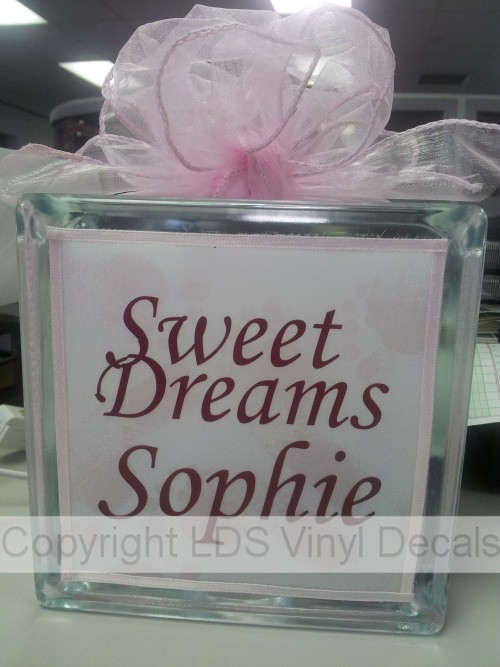 Sweet
Dreams
Sophie
Copyright LDS Vinyl Decals